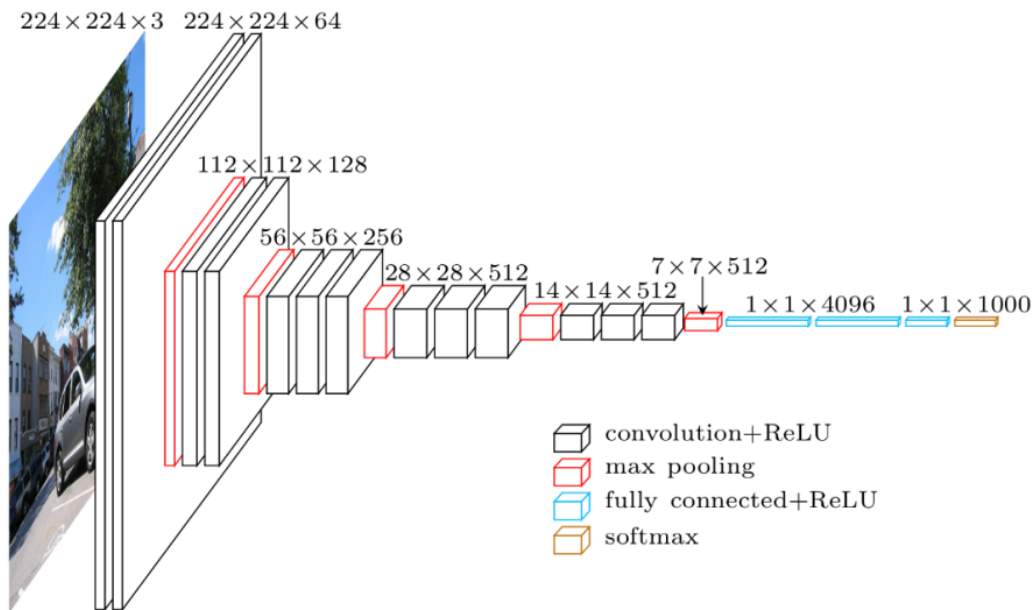 224×224×3
224×224×64
112×112×128
56×56×256
28×28×512
14×14×512
7×7×512
1×1×4096
1×1×1000
convolution+ReLU
max pooling
fully connected+ReLU
softmax